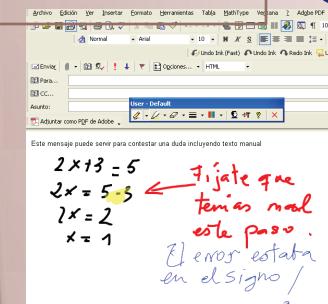 Archivo Edición Ver Insertar Formato Herramientas Tabla MathType Ventana ? Adobe PDF
Normal Arial 10 N K S
Undo Ink (Fast) Undo Ink Redo Ink
Enviar Opciones... HTML
Para...
CC...
Asunto:
User - Default
Adjuntar como PDF de Adobe
Este mensaje puede servir para contestar una duda incluyendo texto manual
2x+3=5
2x=5-3
2x=2
x=1
Fijate que
tenias mal
este paso.
El error estaba
en el signo